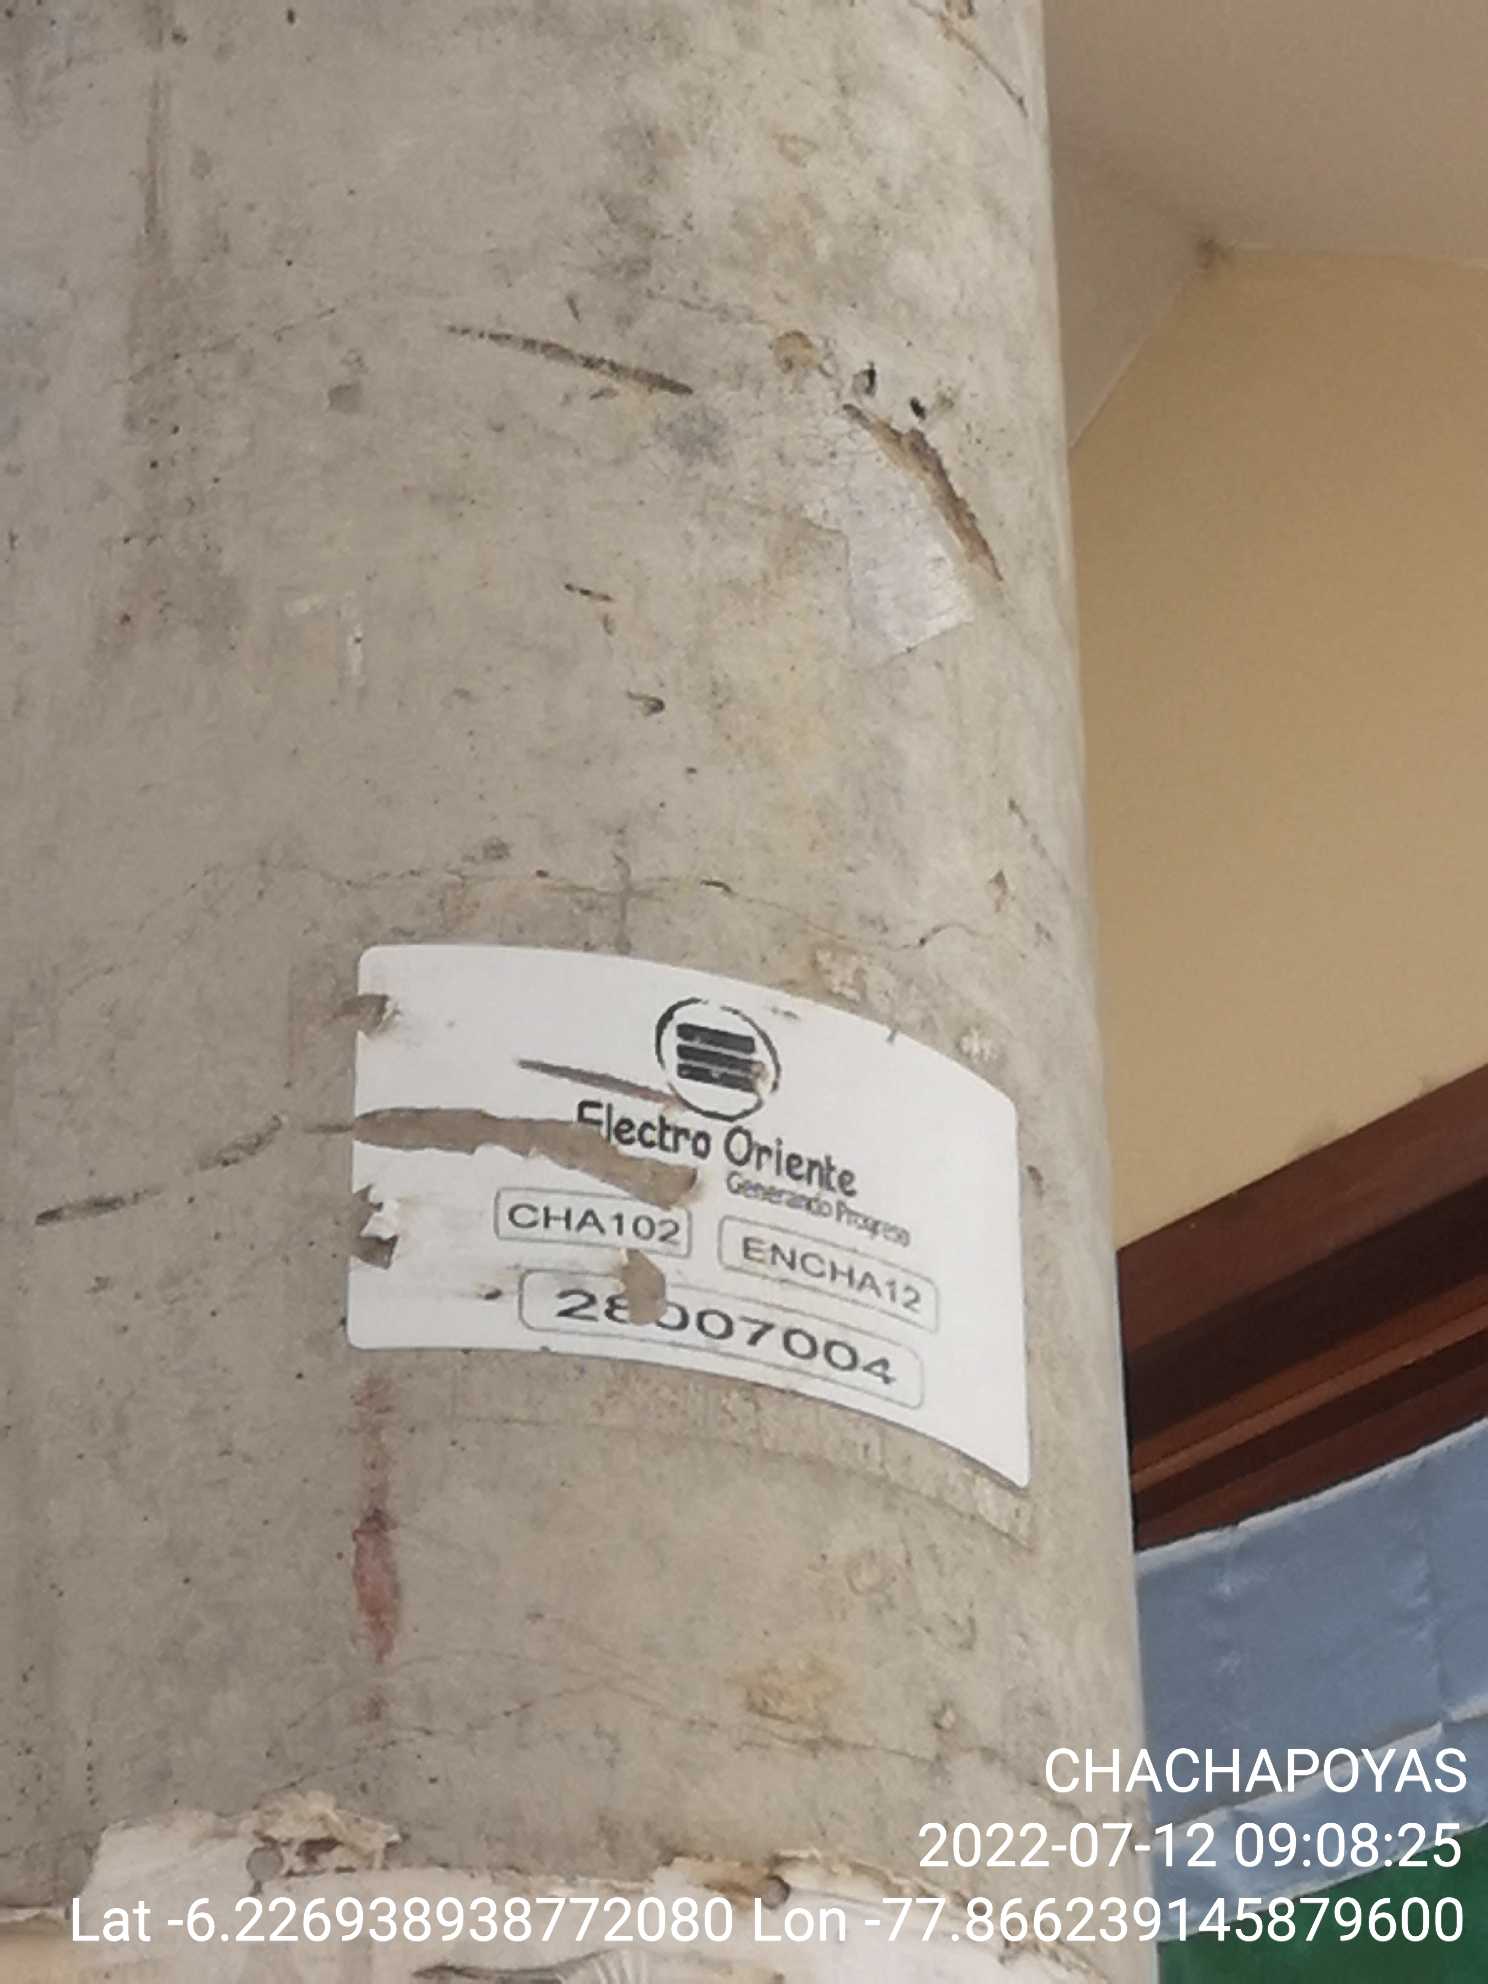 Electro Oriente
Generando Progreso
CHA102
ENCHA12
28007004
CHACHAPOYAS
2022-07-12 09:08:25
Lat -6.226938938772080 Lon -77.866239145879600